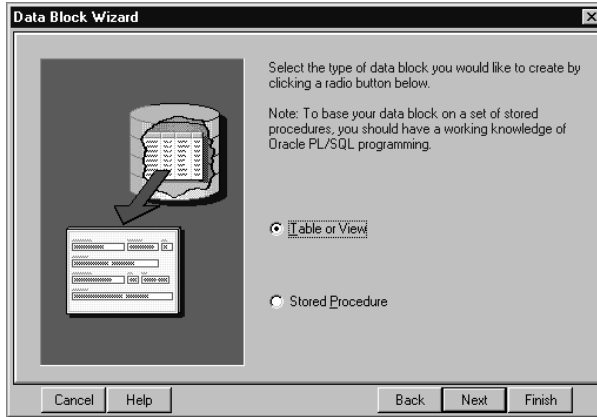 Data Block Wizard
Select the type of data block you would like to create by
clicking a radio button below.
Note: To base your data block on a set of stored
procedures, you should have a working knowledge of
Oracle PL/SQL programming.
Table or View
Stored Procedure
Cancel Help Back Next Finish